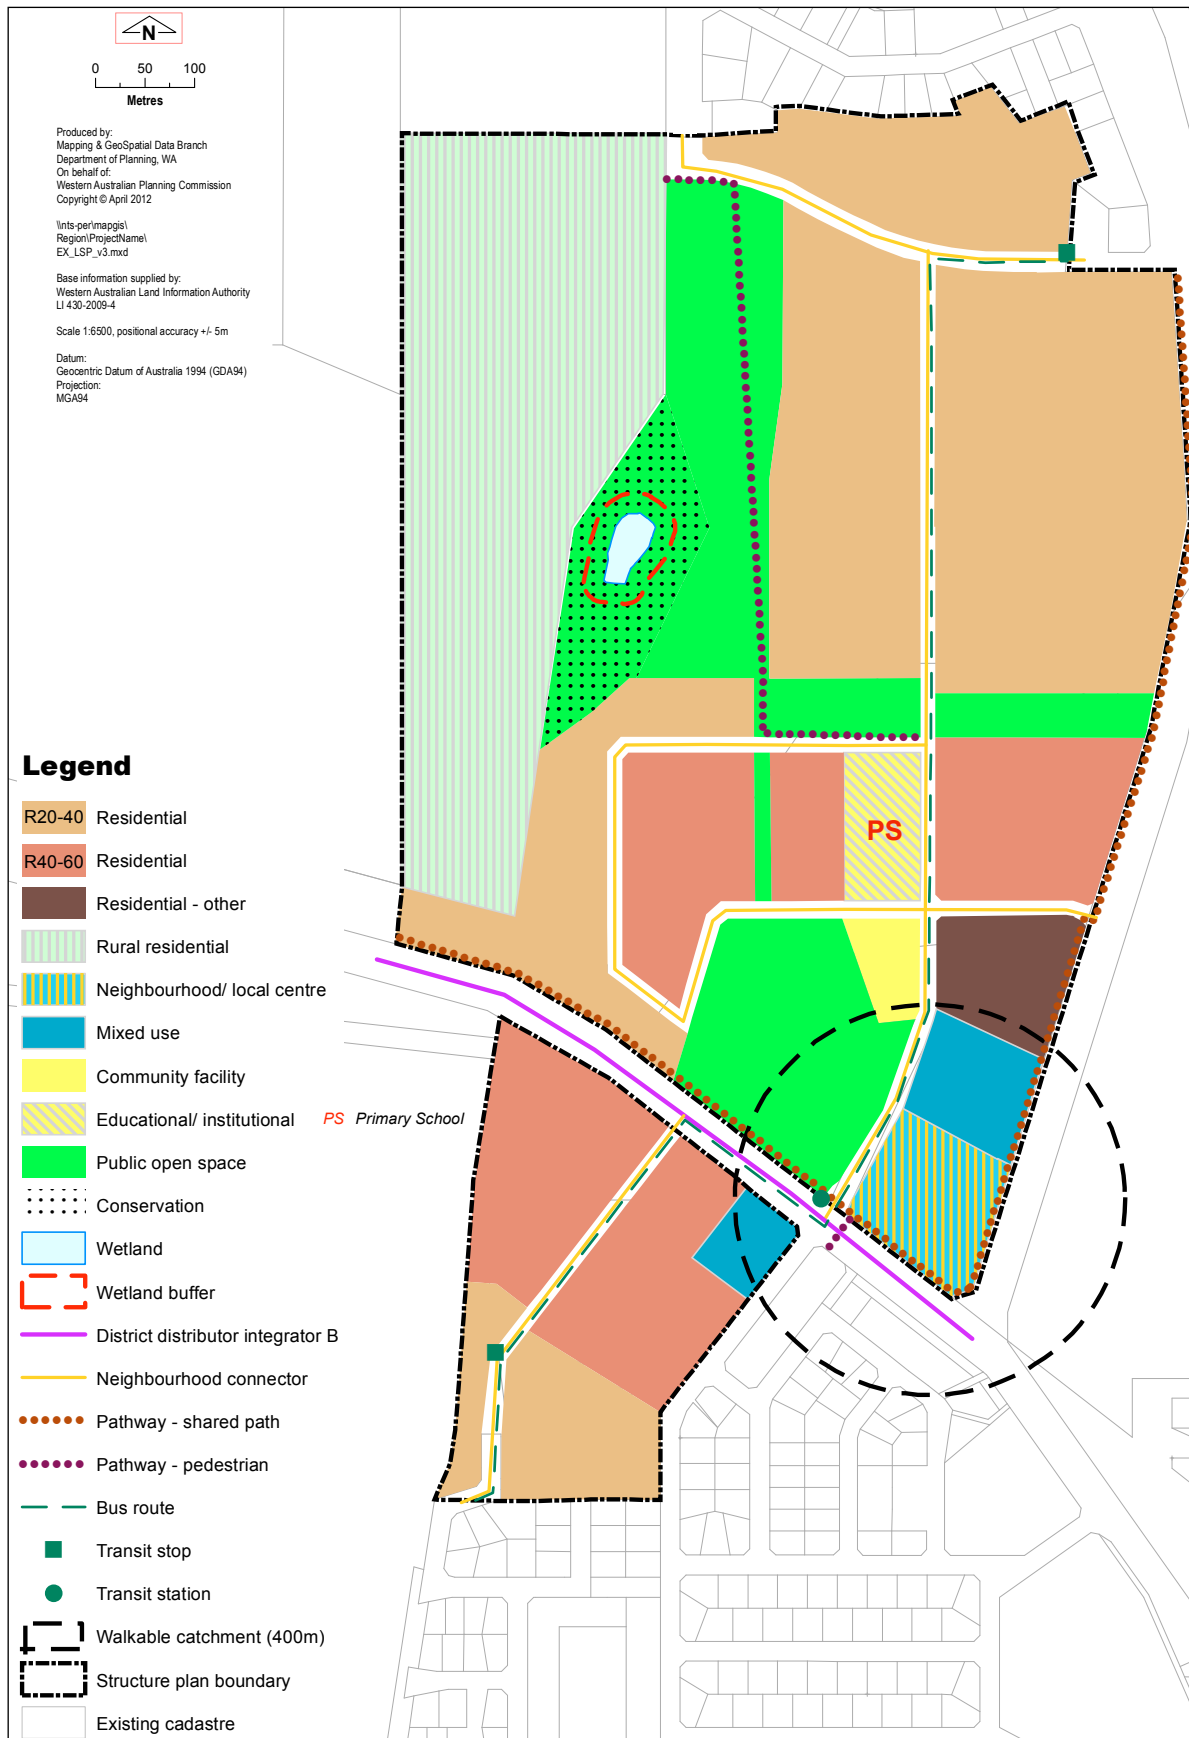 N
0 50 100
Metres
Produced by:
Mapping & GeoSpatial Data Branch
Department of Planning, WA
On behalf of:
Western Australian Planning Commission
Copyright © April 2012
\\nts-per\mapgis\
Region\ProjectName\
EX_LSP_v3.mxd
Base information supplied by:
Western Australian Land Information Authority
LI 430-2009-4
Scale 1:6500, positional accuracy +/- 5m
Datum:
Geocentric Datum of Australia 1994 (GDA94)
Projection:
MGA94
PS
Legend
R20-40 Residential
R40-60 Residential
Residential - other
Rural residential
Neighbourhood/ local centre
Mixed use
Community facility
Educational/ institutional PS Primary School
Public open space
Conservation
Wetland
Wetland buffer
District distributor integrator B
Neighbourhood connector
Pathway - shared path
Pathway - pedestrian
Bus route
Transit stop
Transit station
Walkable catchment (400m)
Structure plan boundary
Existing cadastre